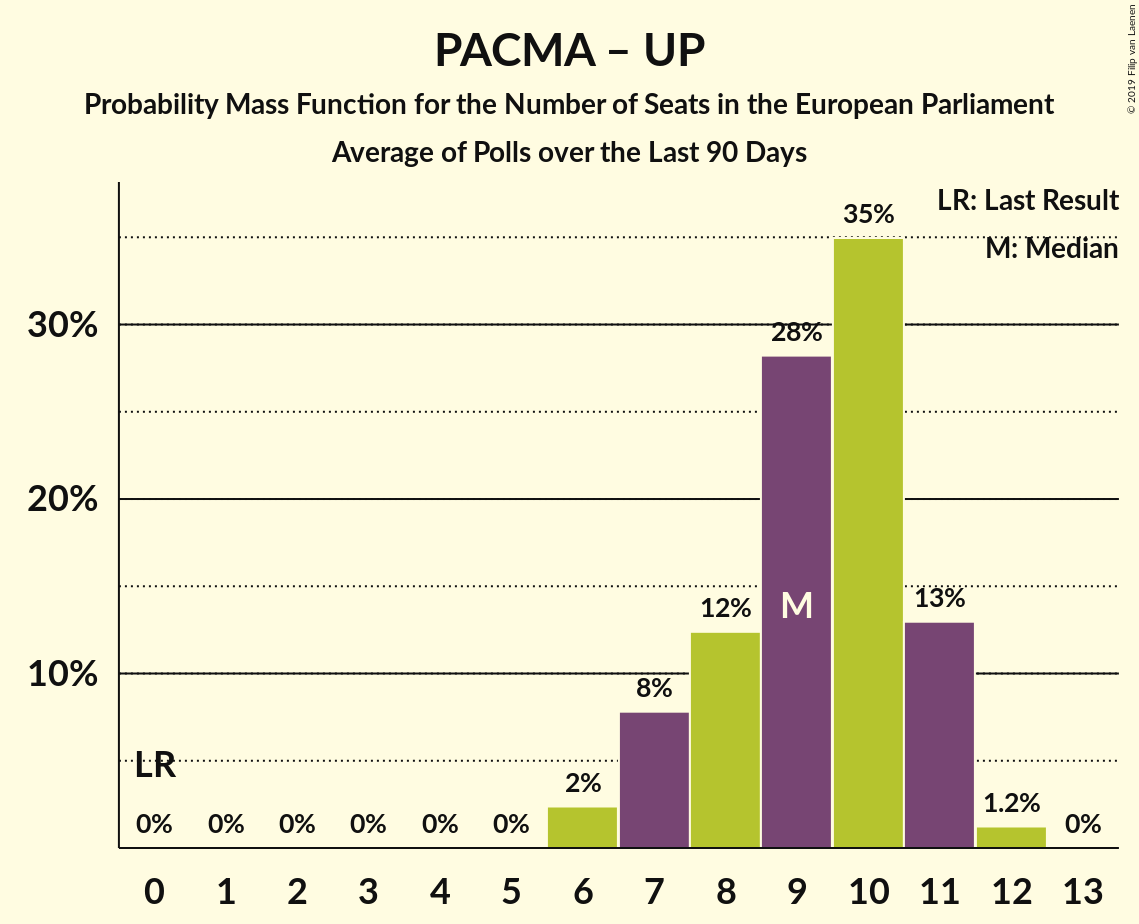 PACMA – UP
Probability Mass Function for the Number of Seats in the European Parliament
Average of Polls over the Last 90 Days
© 2019 Filip van Laenen
LR: Last Result
M: Median
35%
30%
28%
20%
12%
M
13%
10%
8%
LR
2%
1.2%
0% 0% 0% 0% 0% 0% 0%
0 1 2 3 4 5 6 7 8 9 10 11 12 13